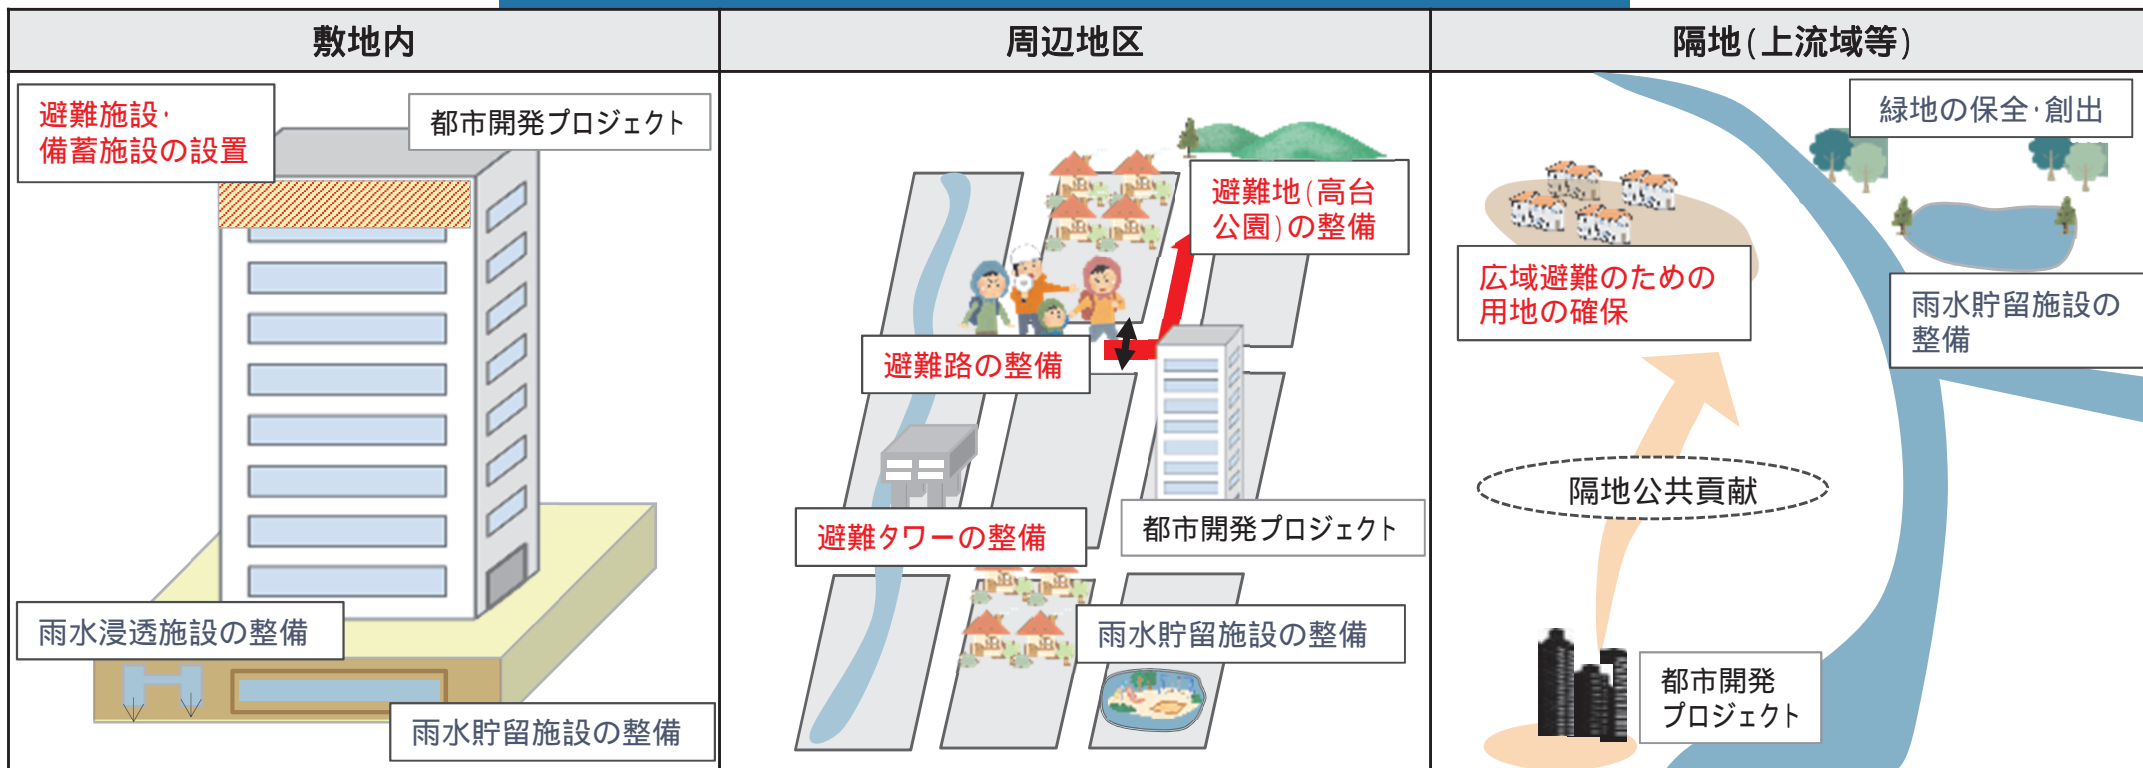 敷地内
避難施設・
備蓄施設の設置
都市開発プロジェクト
雨水浸透施設の整備
雨水貯留施設の整備
周辺地区
避難地(高台
公園)の整備
避難路の整備
避難タワーの整備
都市開発プロジェクト
雨水貯留施設の整備
隔地(上流域等)
緑地の保全・創出
広域避難のための
用地の確保
雨水貯留施設の
整備
隔地公共貢献
都市開発
プロジェクト